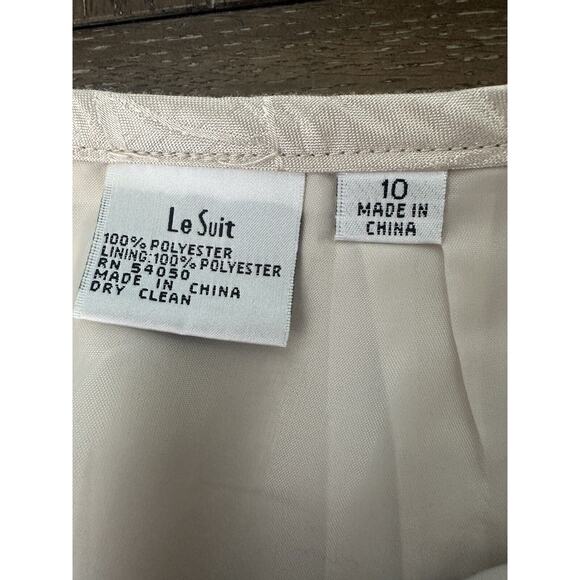 Le Suit
100% POLYESTER
LINING:100% POLYESTER
RN 54050
MADE IN CHINA
DRY CLEAN
10
MADE IN
CHINA